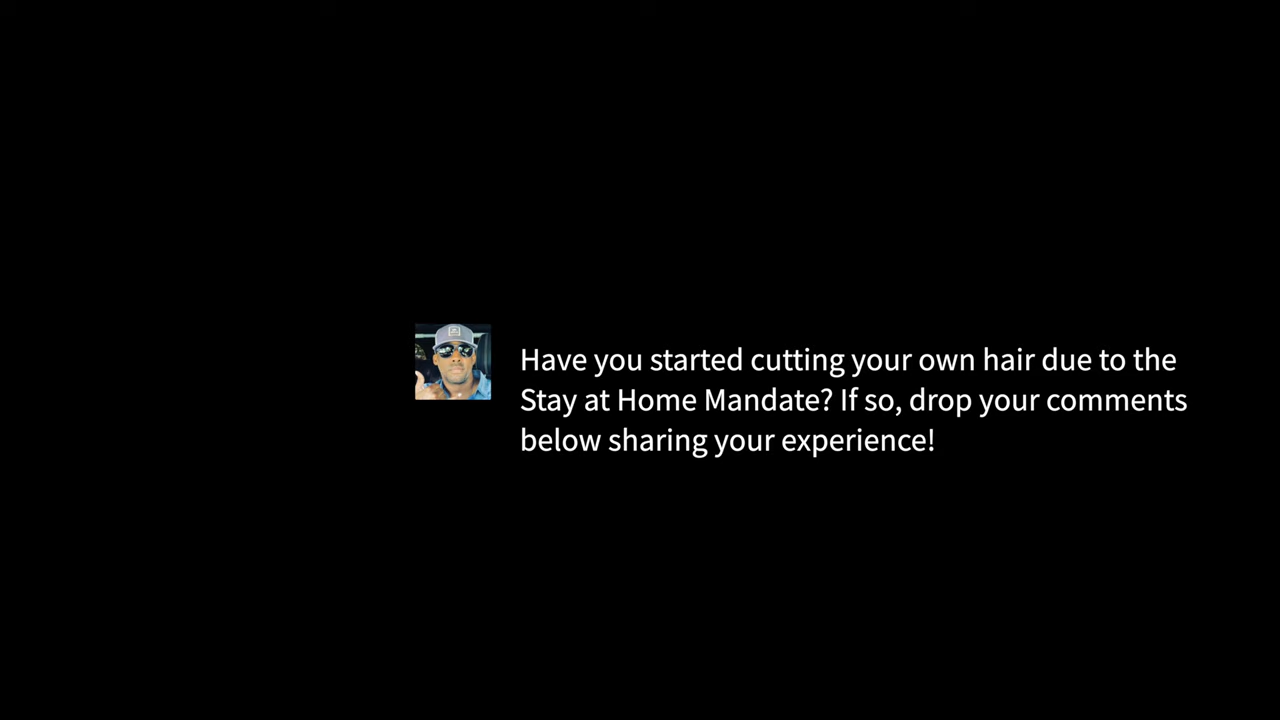 Have you started cutting your own hair due to the
Stay at Home Mandate? If so, drop your comments
below sharing your experience!